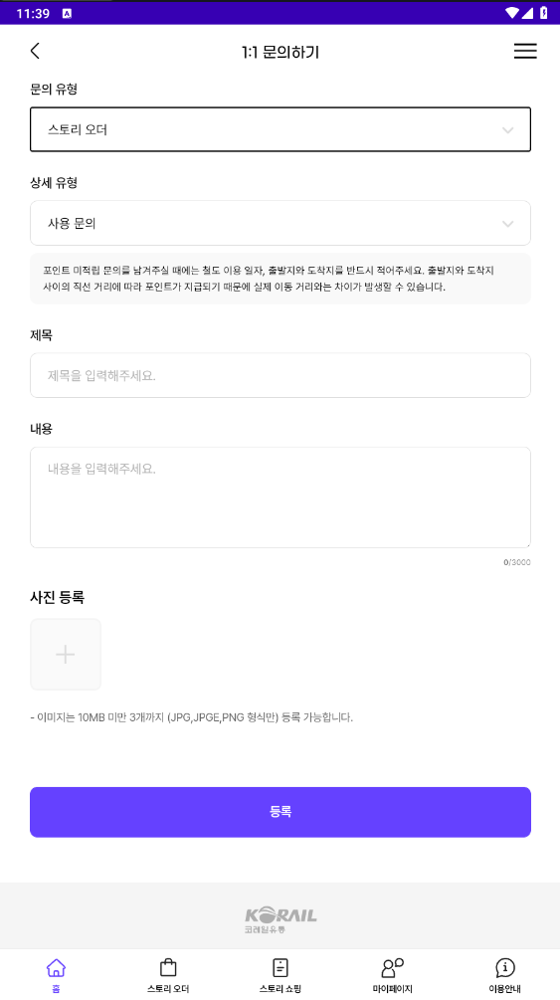 11:39
1:1 문의하기
문의 유형
스토리 오더
상세 유형
사용 문의
포인트 미적립 문의를 남겨주실 때에는 철도 이용 일자, 출발지와 도착지를 반드시 적어주세요. 출발지와 도착지
사이의 직선 거리에 따라 포인트가 지급되기 때문에 실제 이동 거리와는 차이가 발생할 수 있습니다.
제목
제목을 입력해주세요.
내용
내용을 입력해주세요.
0/3000
사진 등록
- 이미지는 10MB 미만 3개까지 (JPG,JPGE,PNG 형식만) 등록 가능합니다.
등록
KORAIL
코레일유통
홈
스토리 오더
스토리 쇼핑
마이페이지
이용안내